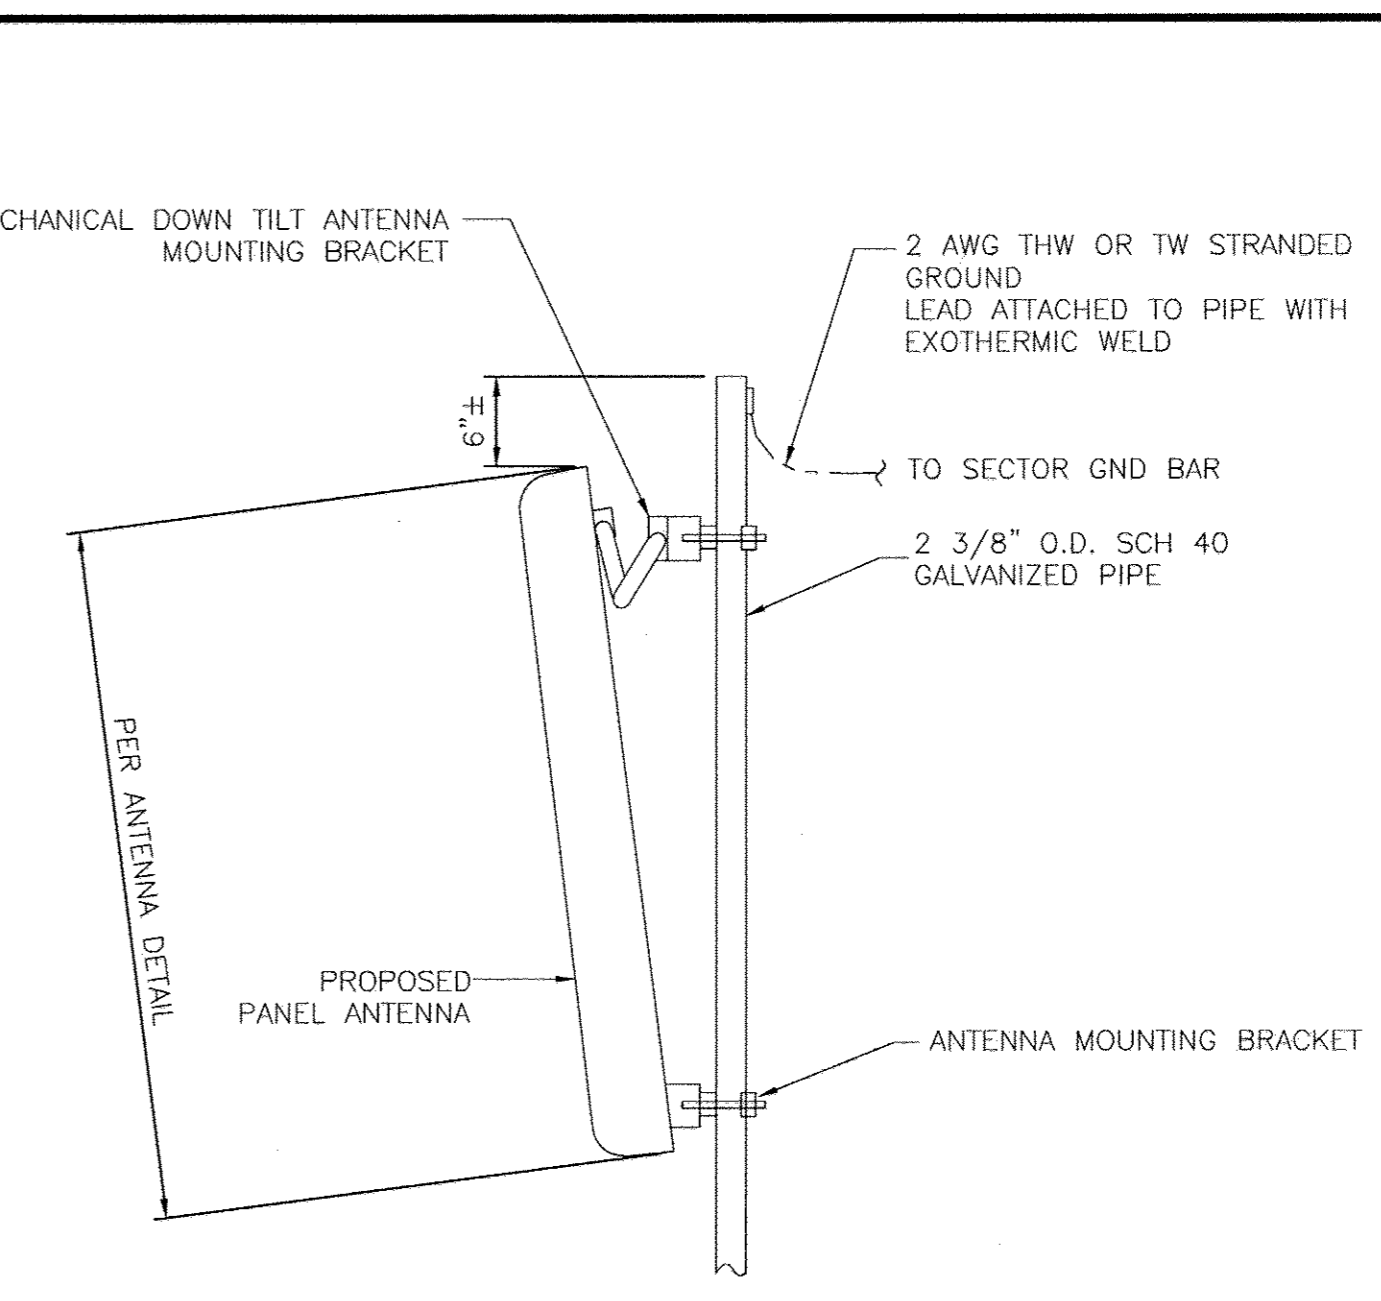 CHANICAL DOWN TILT ANTENNA
MOUNTING BRACKET
2 AWG THW OR TW STRANDED
GROUND
LEAD ATTACHED TO PIPE WITH
EXOTHERMIC WELD
6"±
TO SECTOR GND BAR
2 3/8" O.D. SCH 40
GALVANIZED PIPE
PER ANTENNA DETAIL
PROPOSED
PANEL ANTENNA
ANTENNA MOUNTING BRACKET